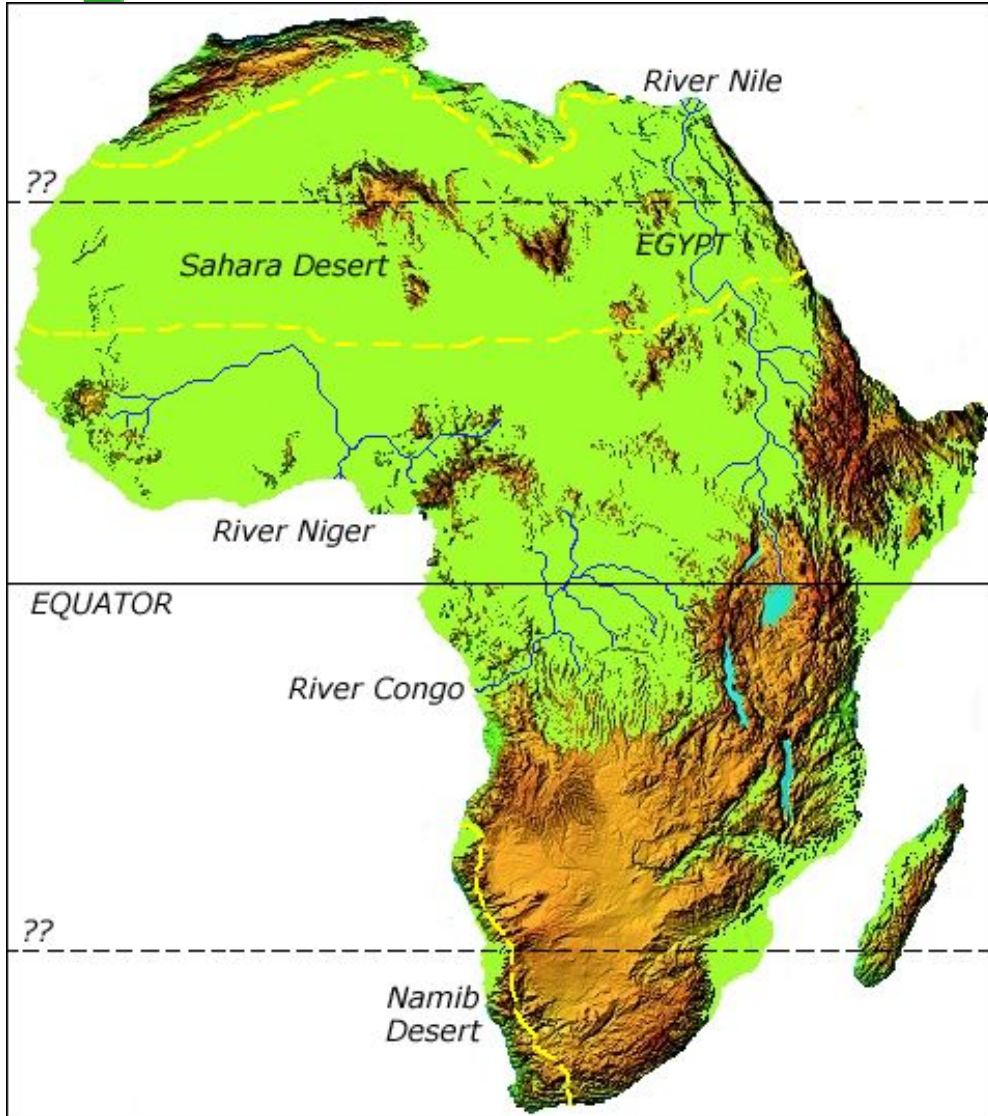 River Nile
??
EGYPT
Sahara Desert
River Niger
EQUATOR
River Congo
??
Namib
Desert